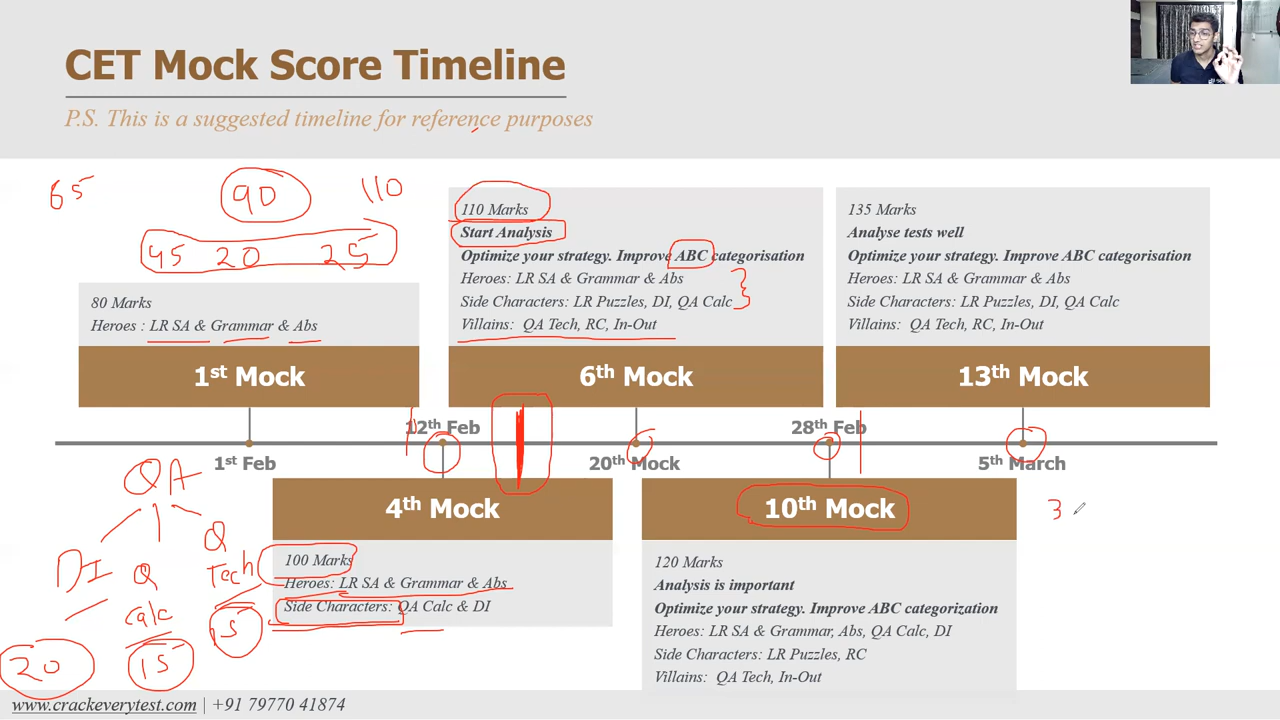 CET Mock Score Timeline
P.S. This is a suggested timeline for reference purposes
65
90
110
45 20 25
80 Marks
Heroes : LR SA & Grammar & Abs
1st Mock
110 Marks
Start Analysis
Optimize your strategy. Improve ABC categorisation
Heroes: LR SA & Grammar & Abs
Side Characters: LR Puzzles, DI, QA Calc
Villains: QA Tech, RC, In-Out
6th Mock
135 Marks
Analyse tests well
Optimize your strategy. Improve ABC categorisation
Heroes: LR SA & Grammar & Abs
Side Characters: LR Puzzles, DI, QA Calc
Villains: QA Tech, RC, In-Out
13th Mock
12th Feb
28th Feb
1st Feb
20th Mock
5th March
4th Mock
100 Marks
Heroes: LR SA & Grammar & Abs
Side Characters: QA Calc & DI
10th Mock
120 Marks
Analysis is important
Optimize your strategy. Improve ABC categorization
Heroes: LR SA & Grammar, Abs, QA Calc, DI
Side Characters: LR Puzzles, RC
Villains: QA Tech, In-Out
3
QA
DI
Q
Calc
Q
Tech
20
15
15
www.crackeverytest.com | +91 79770 41874